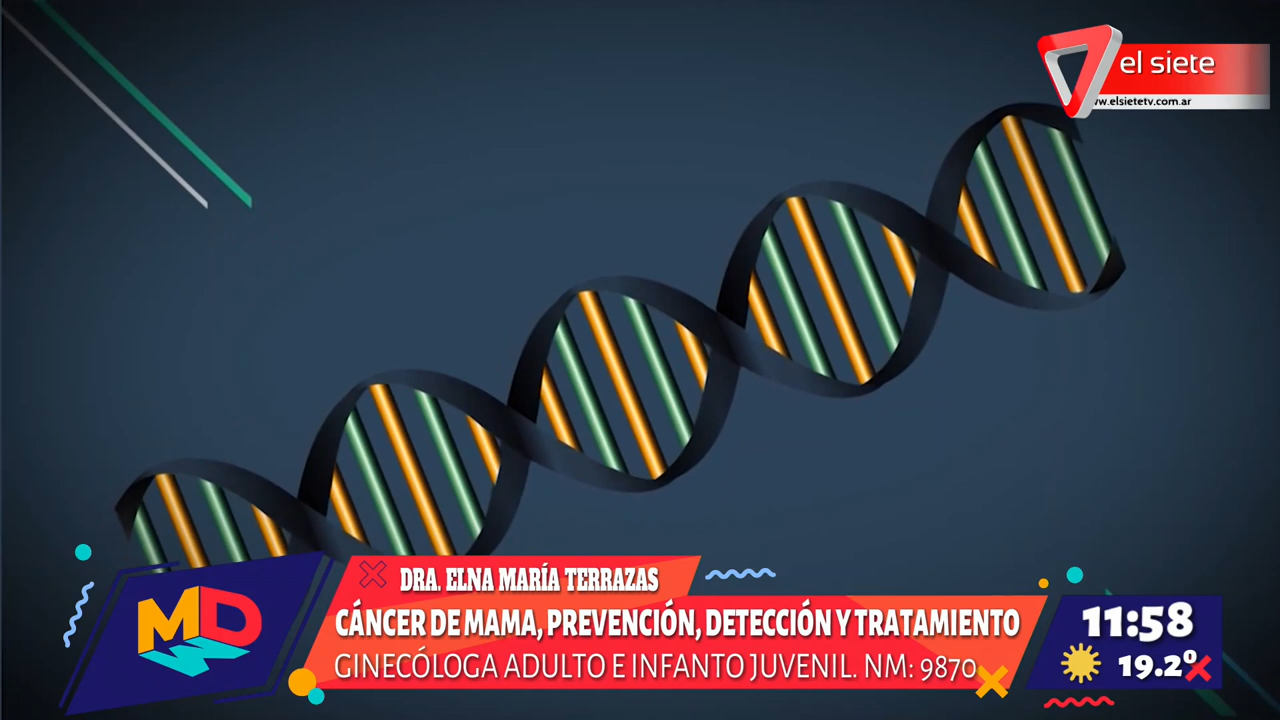 el siete
www.elsietetv.com.ar
DRA. ELNA MARÍA TERRAZAS
CÁNCER DE MAMA, PREVENCIÓN, DETECCIÓN Y TRATAMIENTO
GINECÓLOGA ADULTO E INFANTO JUVENIL. NM: 9870
MD
11:58
19.2º